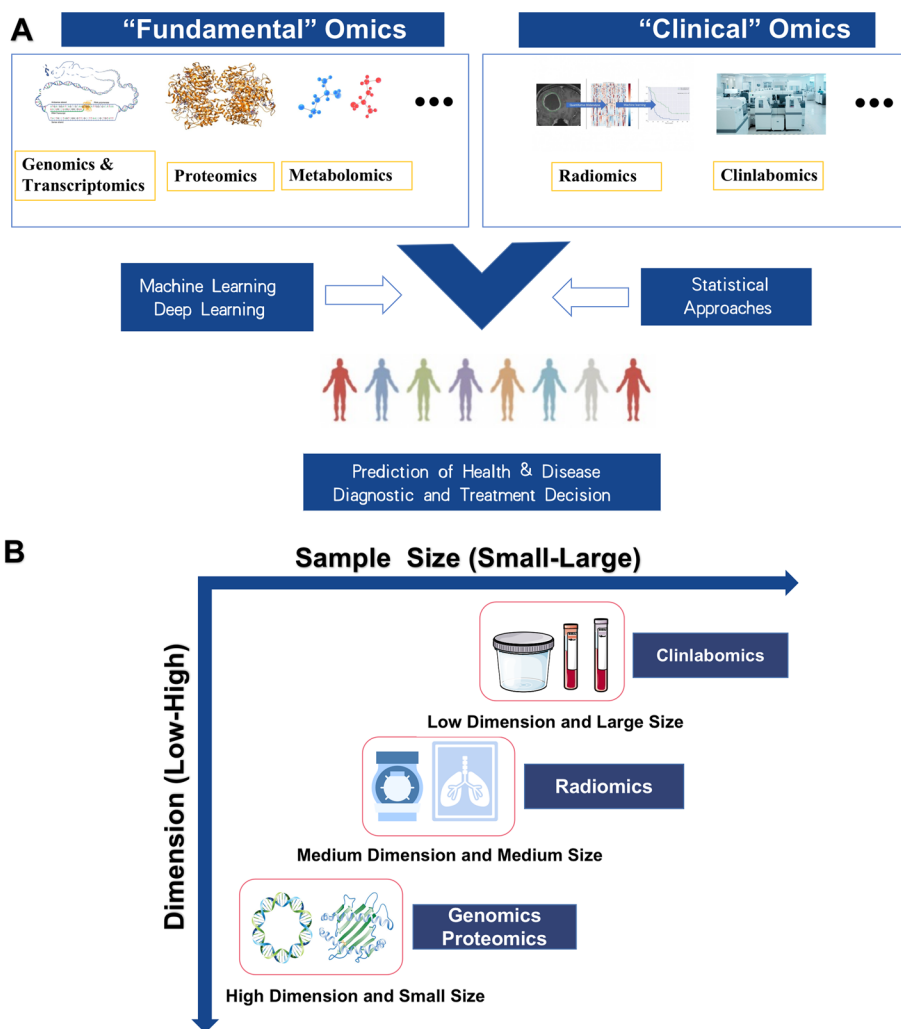 A
“Fundamental” Omics
“Clinical” Omics
Genomics &
Transcriptomics
Proteomics
Metabolomics
Radiomics
Clinlabomics
Machine Learning
Deep Learning
Statistical
Approaches
Prediction of Health & Disease
Diagnostic and Treatment Decision
B
Sample Size (Small-Large)
Dimension (Low-High)
Clinlabomics
Low Dimension and Large Size
Radiomics
Medium Dimension and Medium Size
Genomics
Proteomics
High Dimension and Small Size